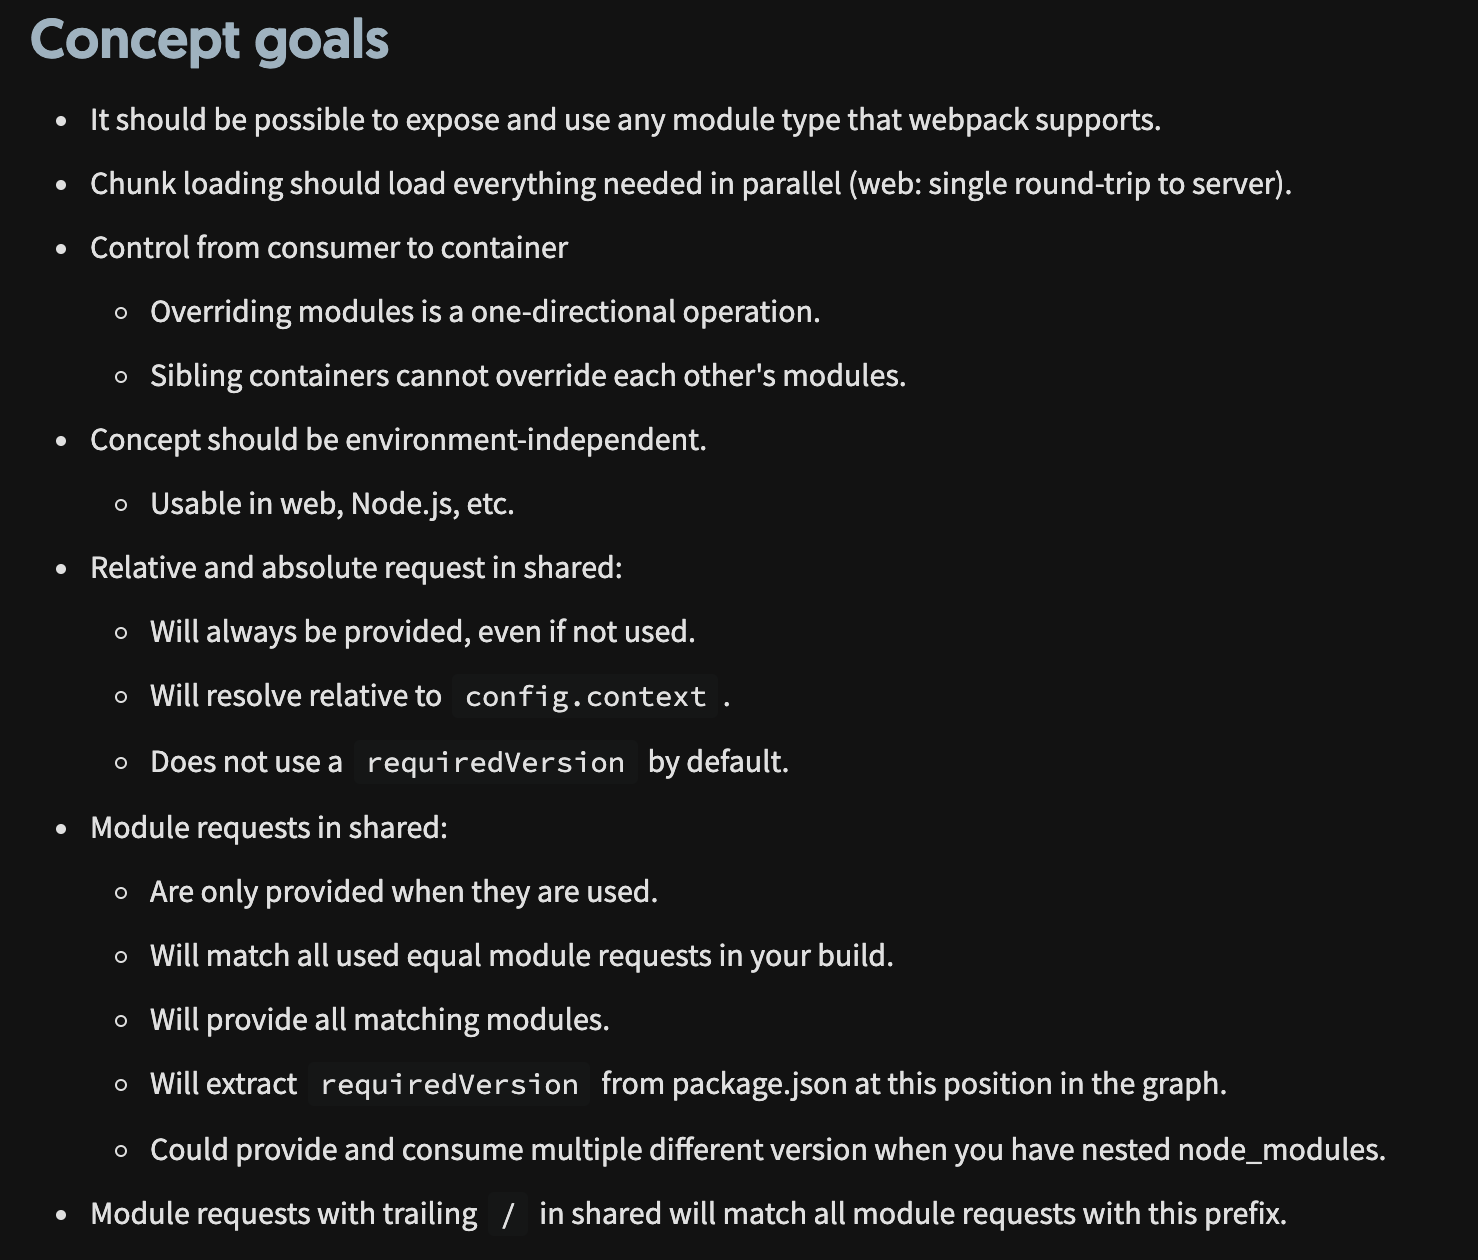 Concept goals
• It should be possible to expose and use any module type that webpack supports.
• Chunk loading should load everything needed in parallel (web: single round-trip to server).
• Control from consumer to container
◦ Overriding modules is a one-directional operation.
◦ Sibling containers cannot override each other's modules.
• Concept should be environment-independent.
◦ Usable in web, Node.js, etc.
• Relative and absolute request in shared:
◦ Will always be provided, even if not used.
◦ Will resolve relative to config.context.
◦ Does not use a requiredVersion by default.
• Module requests in shared:
◦ Are only provided when they are used.
◦ Will match all used equal module requests in your build.
◦ Will provide all matching modules.
◦ Will extract requiredVersion from package.json at this position in the graph.
◦ Could provide and consume multiple different version when you have nested node_modules.
• Module requests with trailing / in shared will match all module requests with this prefix.